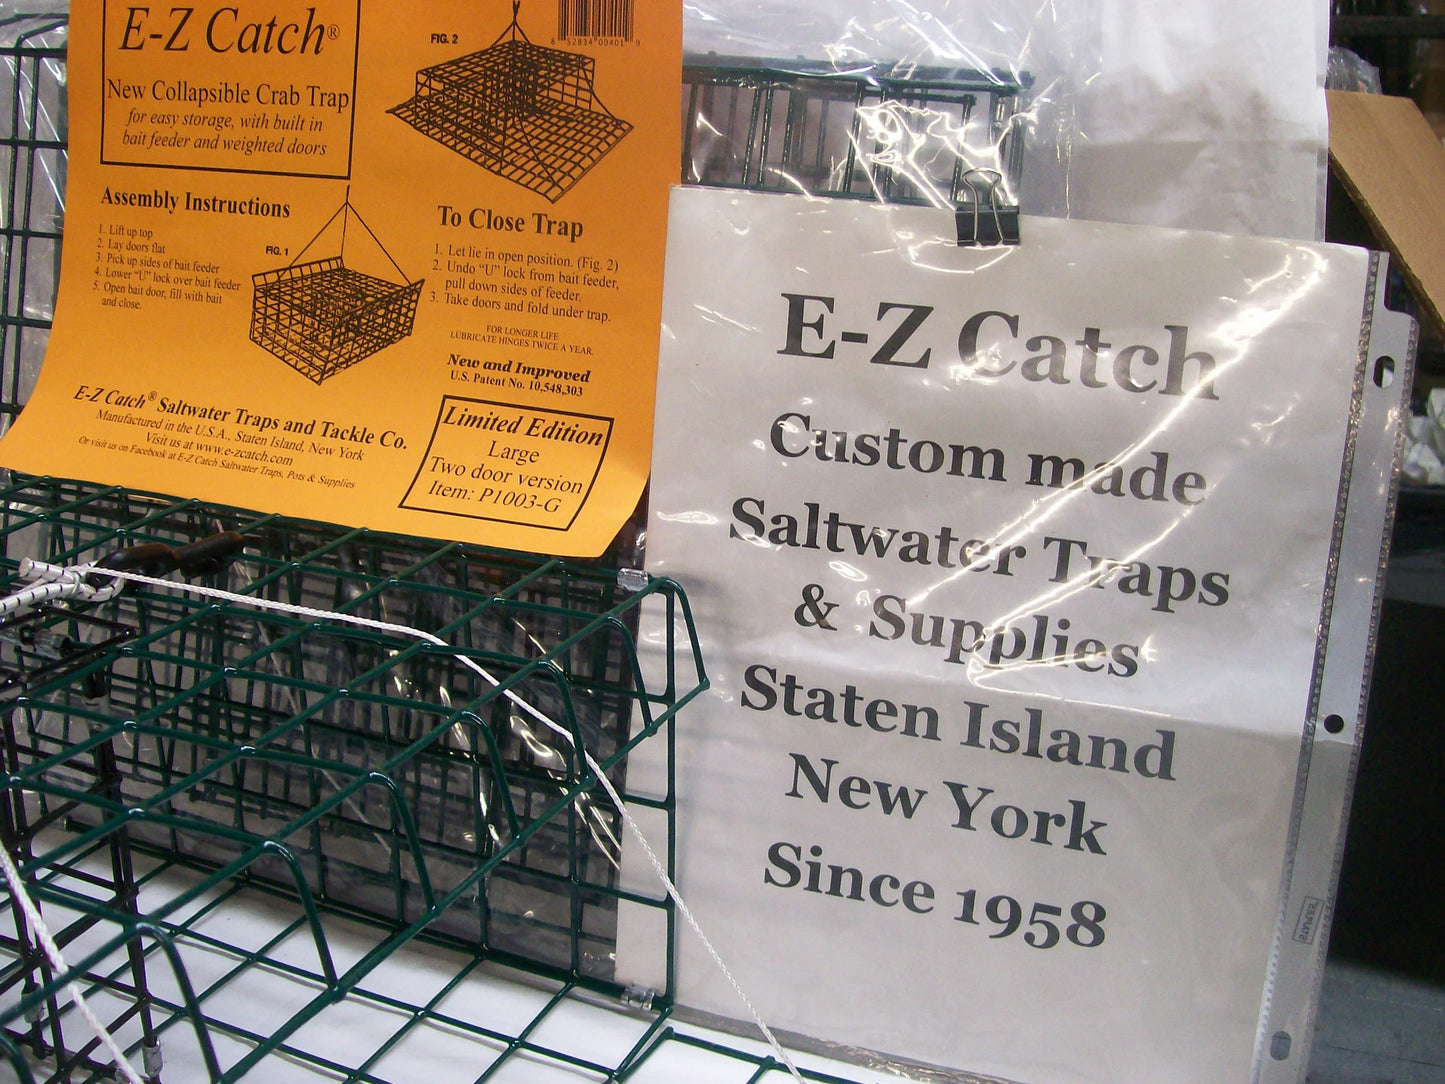 E-Z Catch®
New Collapsible Crab Trap
for easy storage, with built in
bait feeder and weighted doors
FIG. 2
8 52834 00401 9
Assembly Instructions
1. Lift up top
2. Lay doors flat
3. Pick up sides of bait feeder
4. Lower "U" lock over bait feeder
5. Open bait door, fill with bait
and close.
FIG. 1
To Close Trap
1. Let lie in open position. (Fig. 2)
2. Undo "U" lock from bait feeder,
pull down sides of feeder.
3. Take doors and fold under trap.
FOR LONGER LIFE
LUBRICATE HINGES TWICE A YEAR.
New and Improved
U.S. Patent No. 10,548,303
E-Z Catch® Saltwater Traps and Tackle Co.
Manufactured in the U.S.A., Staten Island, New York
Visit us at www.e-zcatch.com
Or visit us on Facebook at E-Z Catch Saltwater Traps, Pots & Supplies
Limited Edition
Large
Two door version
Item: P1003-G
E-Z Catch
Custom made
Saltwater Traps
& Supplies
Staten Island
New York
Since 1958